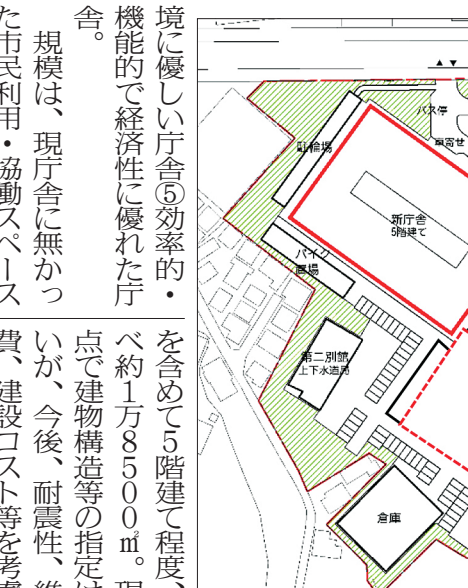 境に優しい庁舎⑤効率的・
機能的で経済性に優れた庁
舎。
規模は、現庁舎に無かっ
た市民利用・協働スペース
を含めて5階建て程度、
べ約1万8500㎡。現
点で建物構造等の指定は
いが、今後、耐震性、維
費、建設コスト等を考慮
バス停
車寄せ
駐輪場
新庁舎
5階建て
バイク
置場
第二別館
上下水道局
倉庫